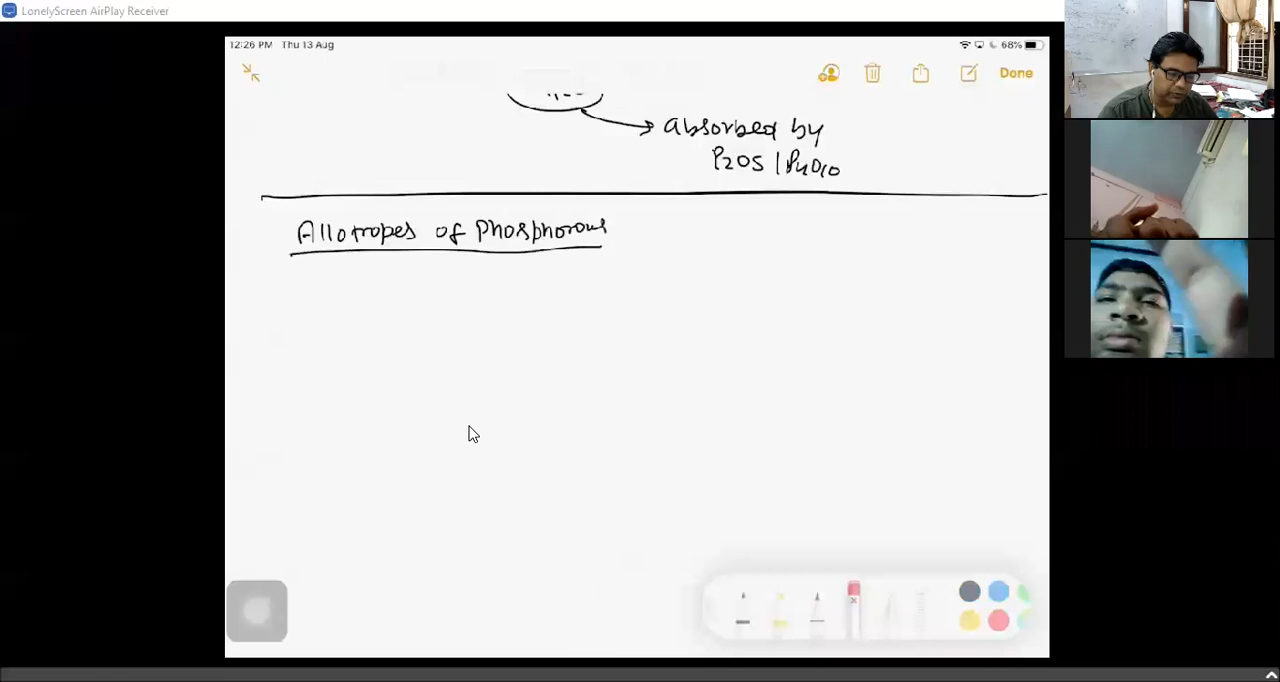 LonelyScreen AirPlay Receiver
12:26 PM Thu 13 Aug
68%
Done
Absorbed by
P2O5 | P4O10
Allotropes of Phosphorous